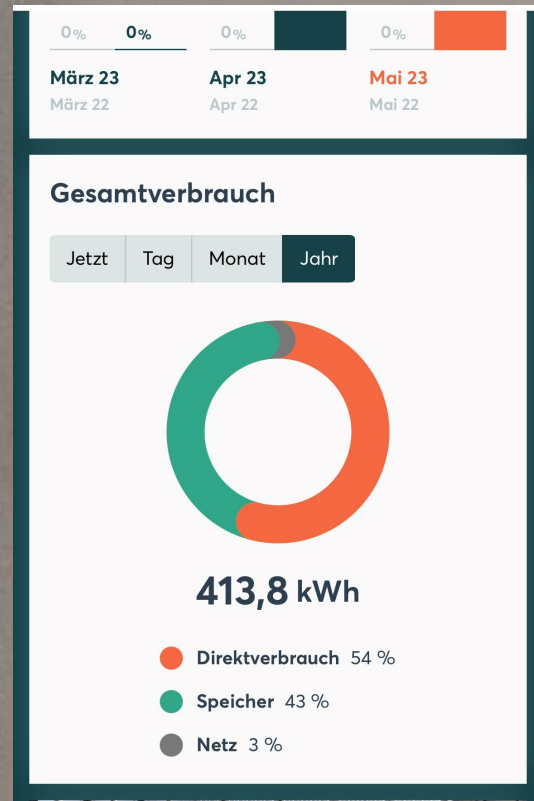 0% 0% 0% 0%
März 23 Apr 23 Mai 23
März 22 Apr 22 Mai 22
Gesamtverbrauch
Jetzt Tag Monat Jahr
413,8 kWh
Direktverbrauch 54 %
Speicher 43 %
Netz 3 %